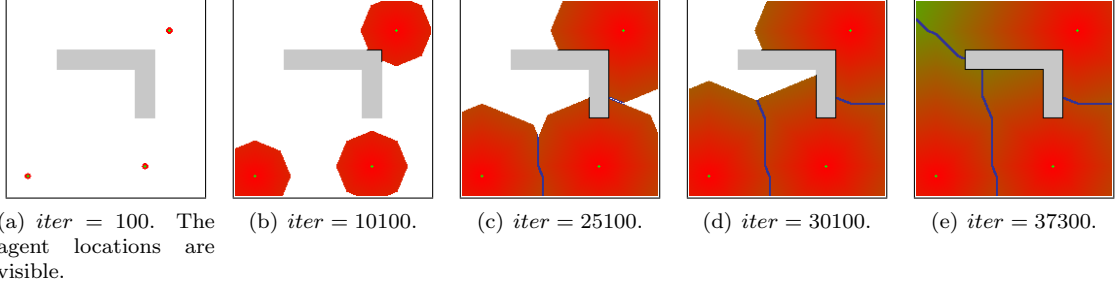 (a) iter = 100. The
agent locations are
visible.
(b) iter = 10100.
(c) iter = 25100.
(d) iter = 30100.
(e) iter = 37300.